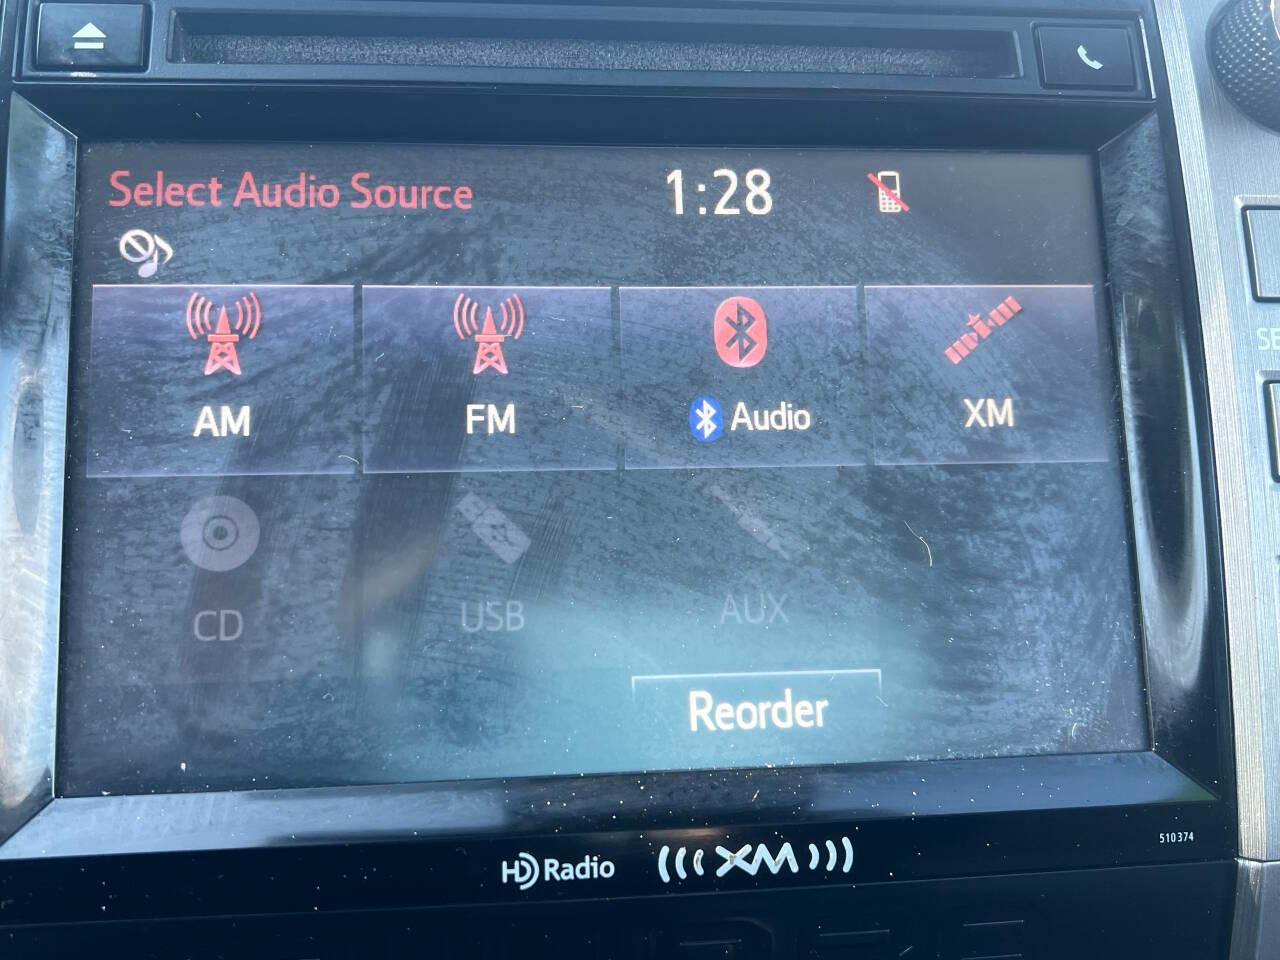 Select Audio Source
1:28
AM
FM
Audio
XM
CD
USB
AUX
Reorder
510374
HD Radio
XM